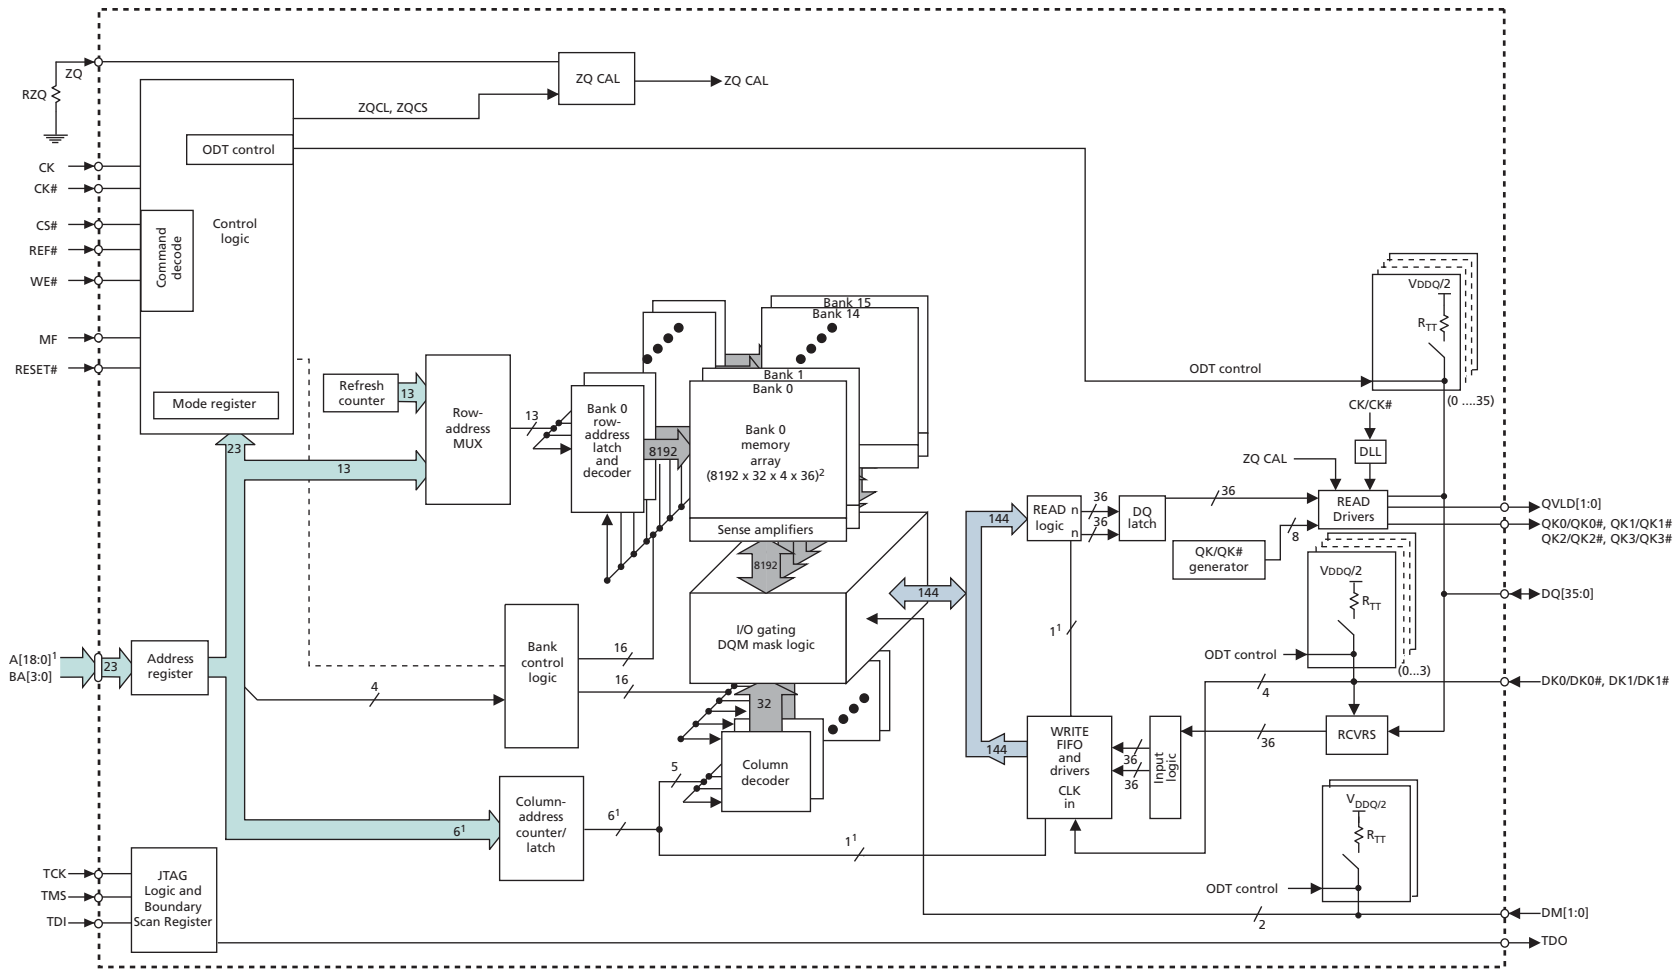 ZQ
RZQ
ZQ CAL
ZQ CAL
ZQCL, ZQCS
ODT control
CK
CK#
CS#
REF#
WE#
MF
RESET#
Command
decode
Control
logic
Mode register
Refresh
counter
13
Row-
address
MUX
13
23
13
Bank 0
row-
address
latch
and
decoder
8192
Bank 15
Bank 14
Bank 1
Bank 0
Bank 0
memory
array
(8192 x 32 x 4 x 36)²
Sense amplifiers
8192
I/O gating
DQM mask logic
32
Column
decoder
5
A[18:0]¹
BA[3:0]
23
Address
register
4
Bank
control
logic
16
16
Column-
address
counter/
latch
6¹
6¹
1¹
144
144
144
READ
logic
n
n
36
36
DQ
latch
36
1¹
WRITE
FIFO
and
drivers
CLK
in
36
36
Input
logic
QK/QK#
generator
8
ZQ CAL
CK/CK#
DLL
READ
Drivers
ODT control
VDDQ/2
RTT
(0 ....35)
VDDQ/2
RTT
ODT control
(0...3)
4
36
RCVRS
VDDQ/2
RTT
ODT control
2
QVLD[1:0]
QK0/QK0#, QK1/QK1#
QK2/QK2#, QK3/QK3#
DQ[35:0]
DK0/DK0#, DK1/DK1#
DM[1:0]
TDO
TCK
TMS
TDI
JTAG
Logic and
Boundary
Scan Register